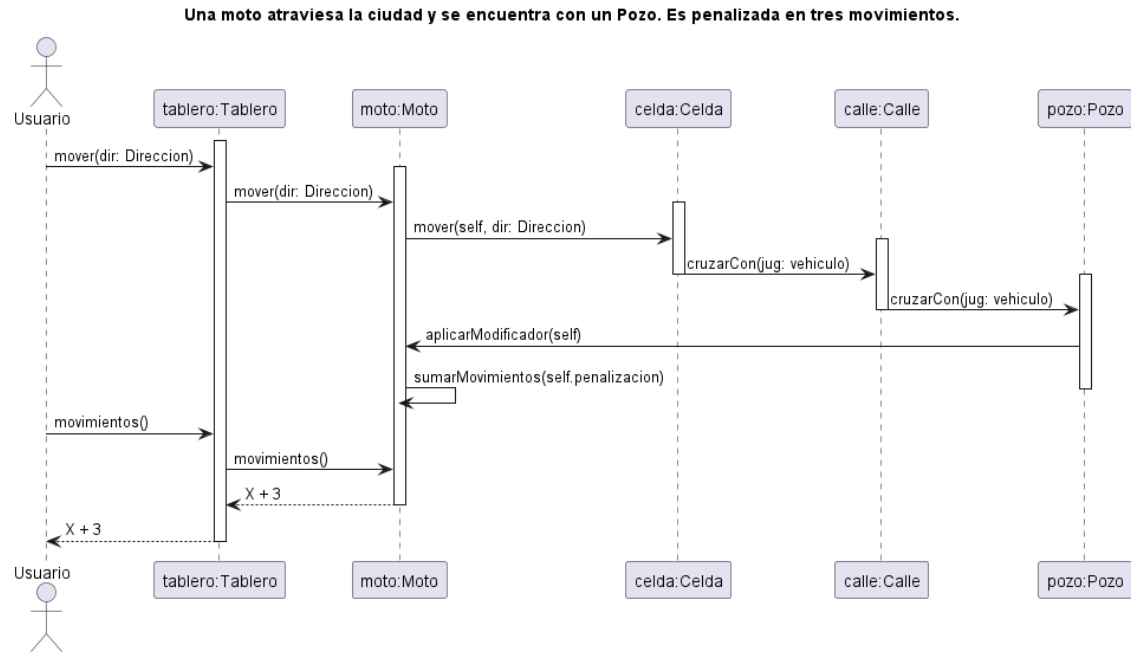 Una moto atraviesa la ciudad y se encuentra con un Pozo. Es penalizada en tres movimientos.
Usuario
tablero:Tablero
moto:Moto
celda:Celda
calle:Calle
pozo:Pozo
mover(dir: Direccion)
mover(dir: Direccion)
mover(self, dir: Direccion)
cruzarCon(jug: vehiculo)
cruzarCon(jug: vehiculo)
aplicarModificador(self)
sumarMovimientos(self.penalizacion)
movimientos()
movimientos()
X + 3
X + 3
Usuario
tablero:Tablero
moto:Moto
celda:Celda
calle:Calle
pozo:Pozo